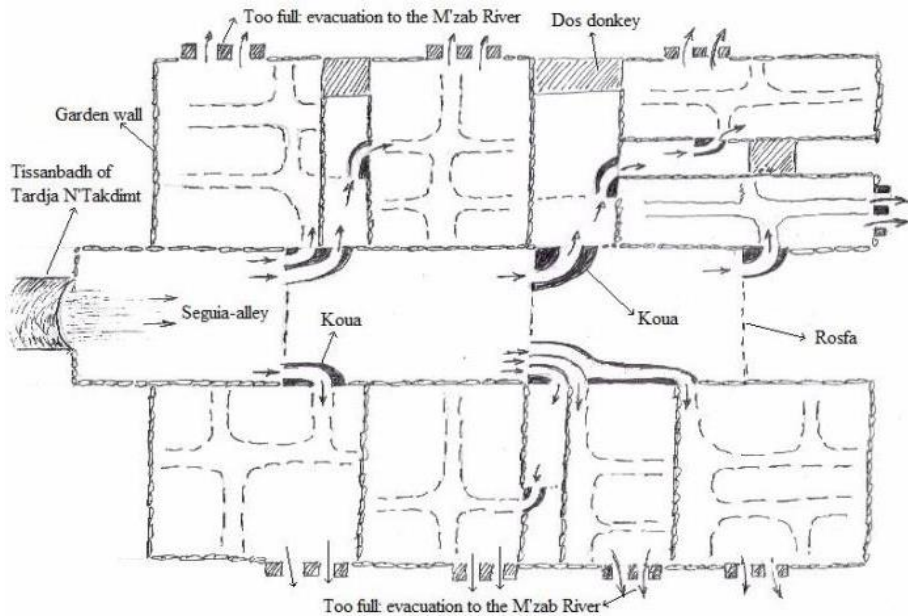 Too full: evacuation to the M'zab River
Dos donkey
Garden wall
Tissanbadh of
Tardja N'Takdimt
Seguia-alley
Koua
Koua
Rosfa
Too full: evacuation to the M'zab River